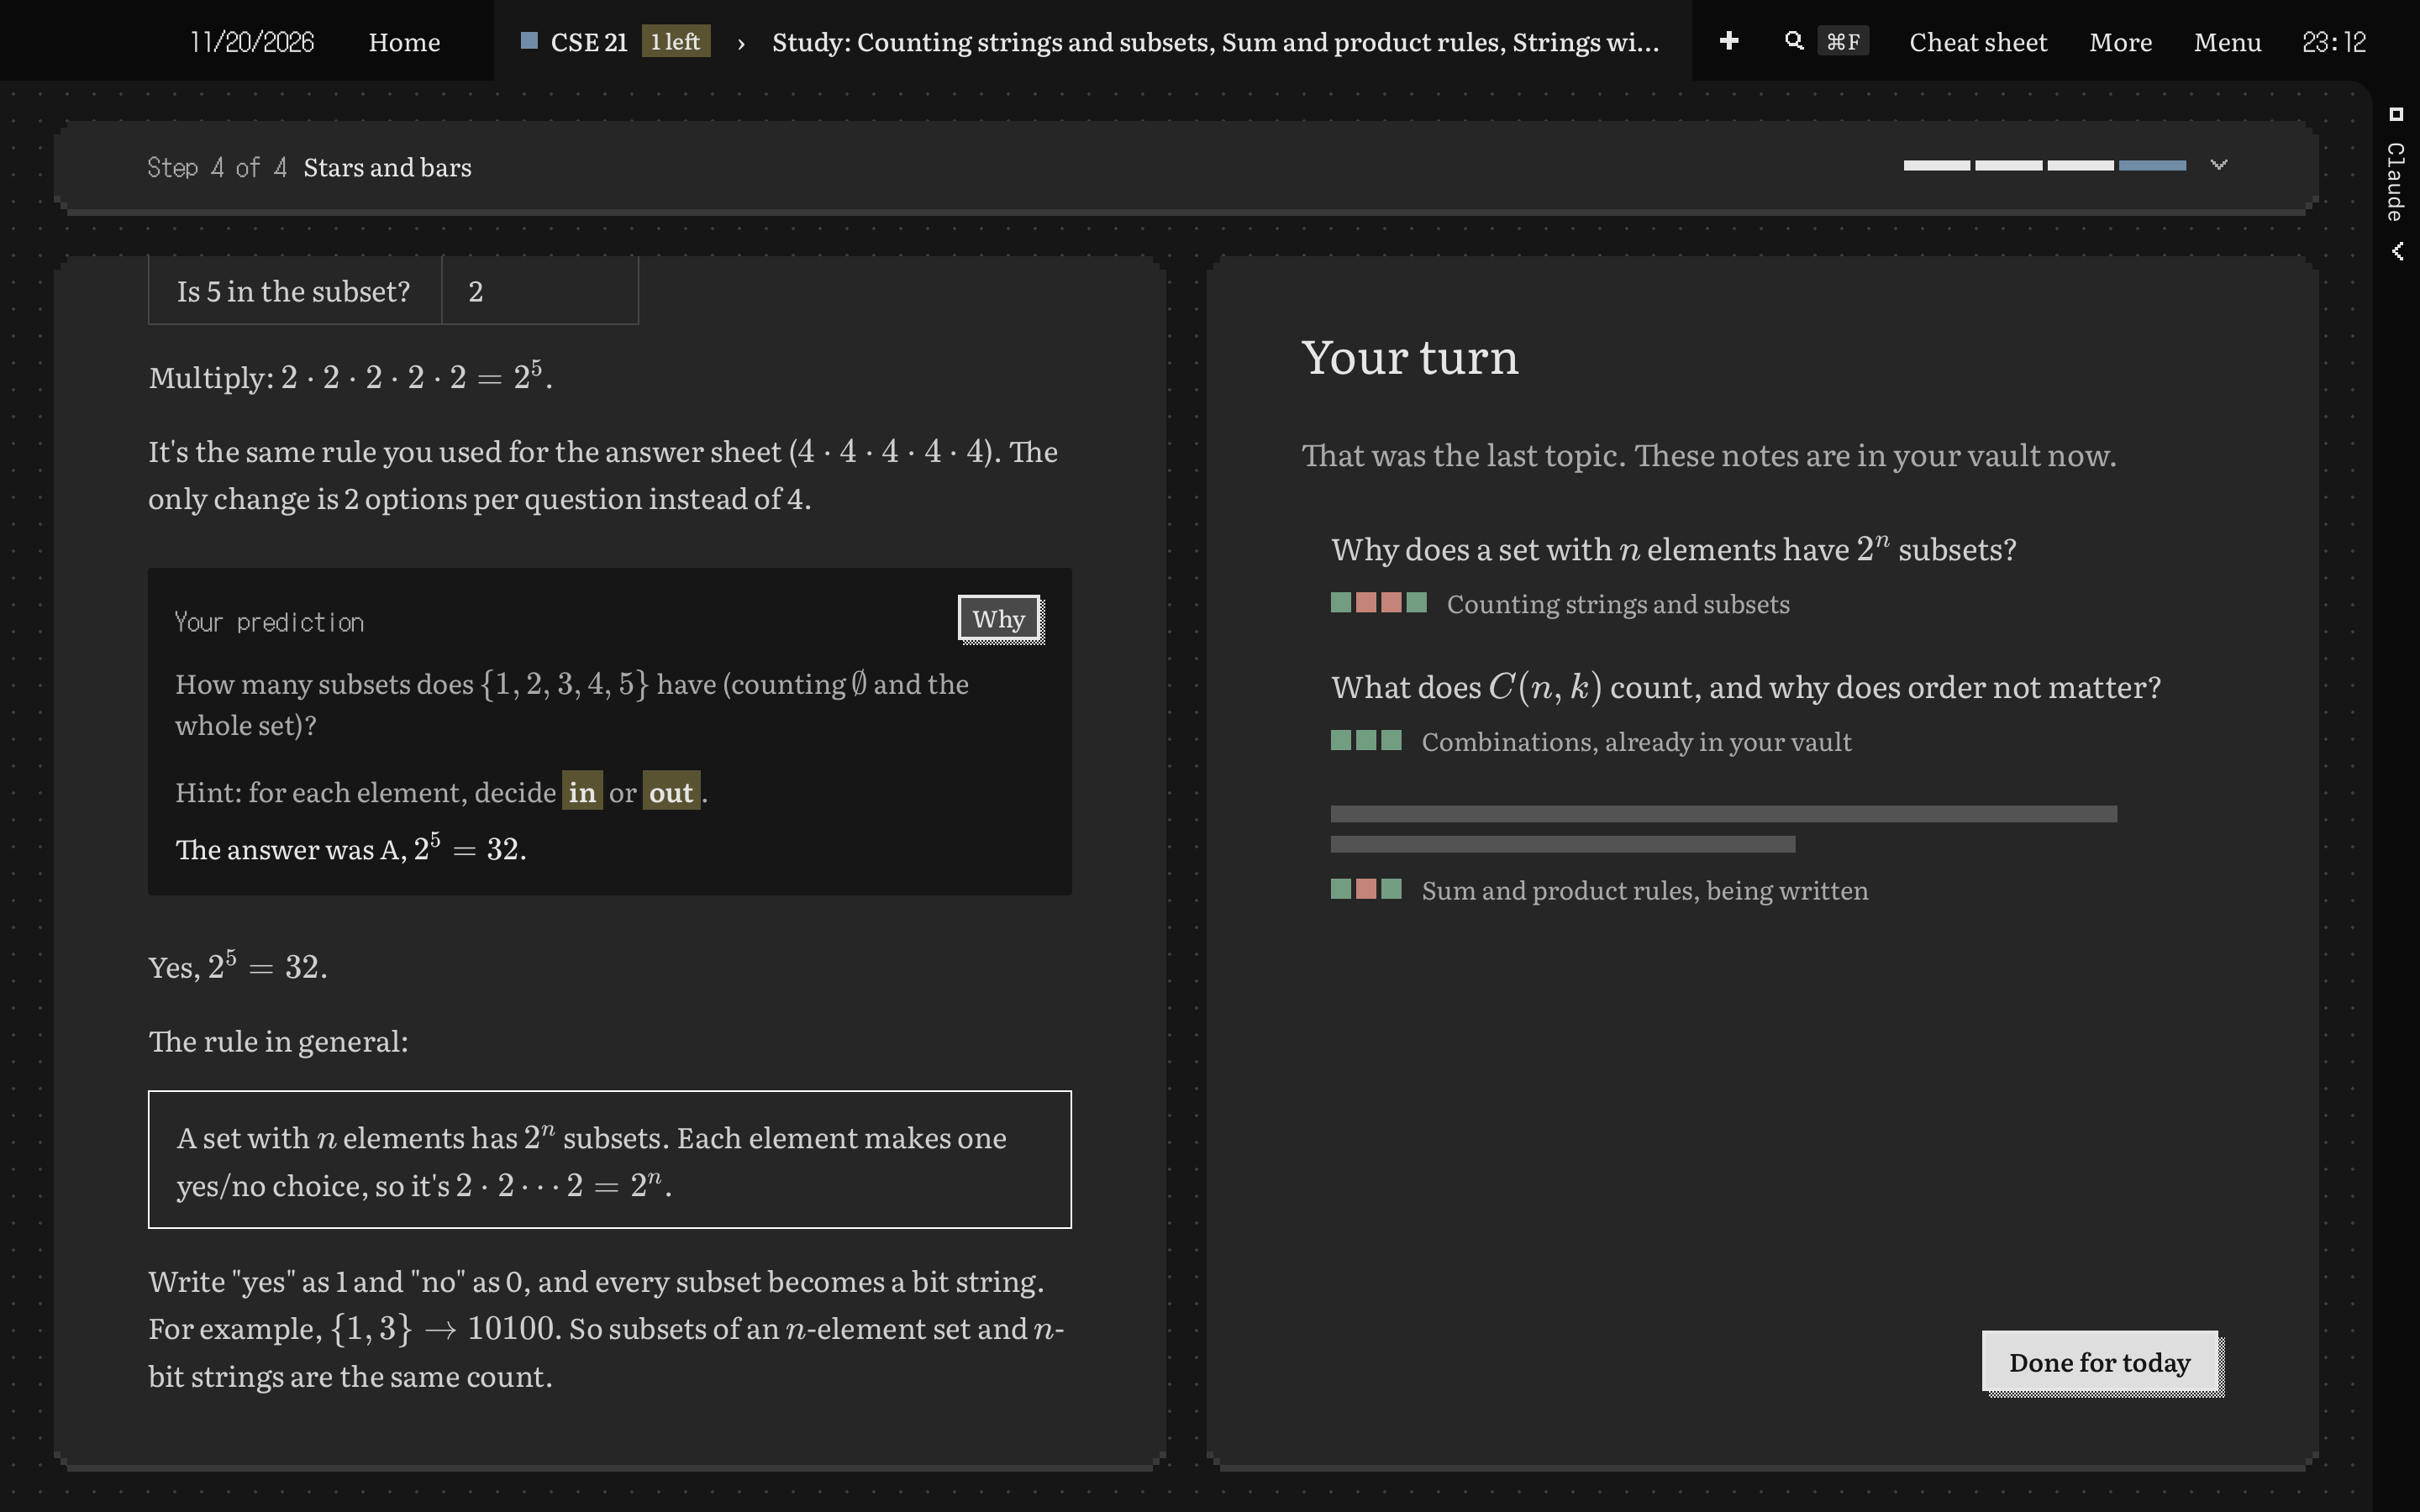 11/20/2026 Home CSE 21 1 left › Study: Counting strings and subsets, Sum and product rules, Strings wi... ⌘F Cheat sheet More Menu 23:12
Claude
Step 4 of 4 Stars and bars
Is 5 in the subset? 2
Multiply: 2 · 2 · 2 · 2 · 2 = 2⁵.
It's the same rule you used for the answer sheet (4 · 4 · 4 · 4 · 4). The
only change is 2 options per question instead of 4.
Your prediction
Why
How many subsets does {1, 2, 3, 4, 5} have (counting ∅ and the
whole set)?
Hint: for each element, decide in or out.
The answer was A, 2⁵ = 32.
Yes, 2⁵ = 32.
The rule in general:
A set with n elements has 2ⁿ subsets. Each element makes one
yes/no choice, so it's 2 · 2 · · · 2 = 2ⁿ.
Write "yes" as 1 and "no" as 0, and every subset becomes a bit string.
For example, {1, 3} → 10100. So subsets of an n-element set and n-
bit strings are the same count.
Your turn
That was the last topic. These notes are in your vault now.
Why does a set with n elements have 2ⁿ subsets?
Counting strings and subsets
What does C(n, k) count, and why does order not matter?
Combinations, already in your vault
Sum and product rules, being written
Done for today